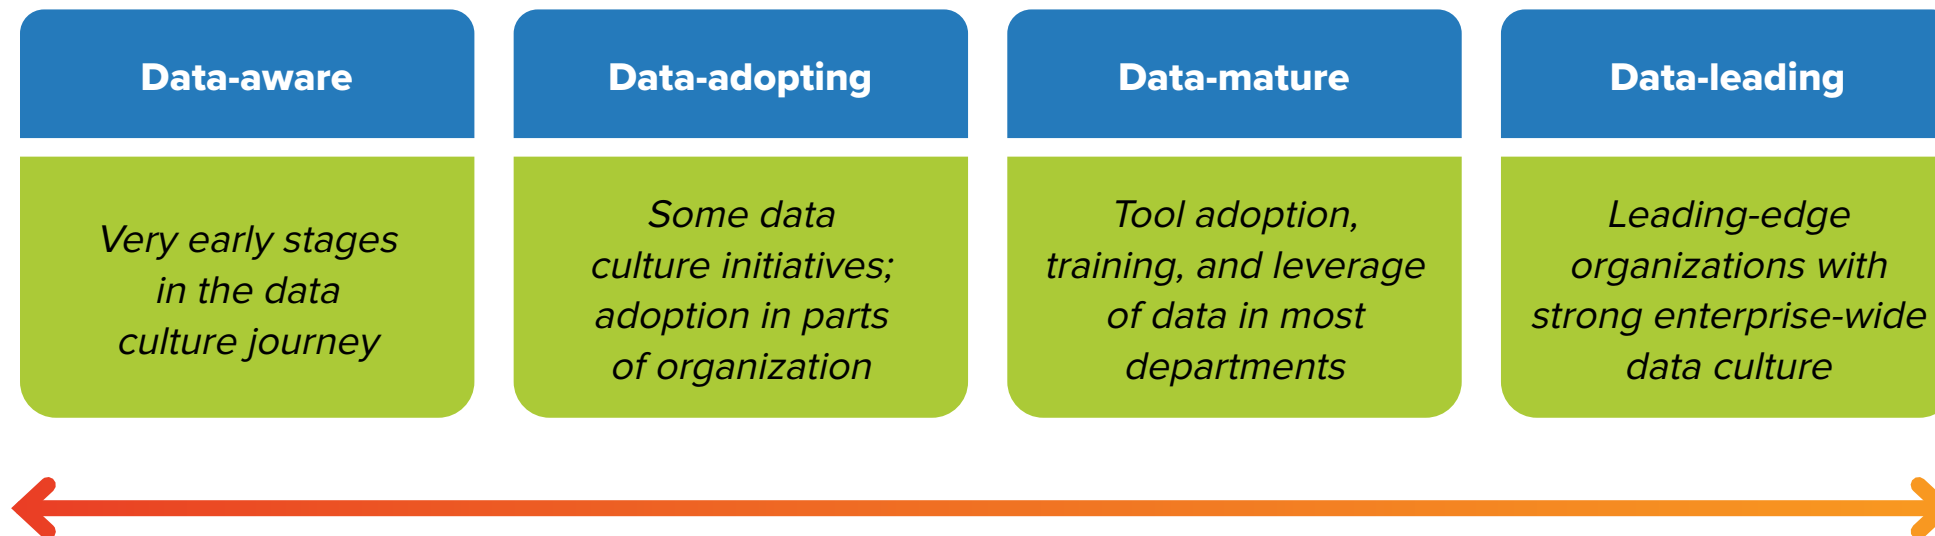 Data-aware
Very early stages
in the data
culture journey
Data-adopting
Some data
culture initiatives;
adoption in parts
of organization
Data-mature
Tool adoption,
training, and leverage
of data in most
departments
Data-leading
Leading-edge
organizations with
strong enterprise-wide
data culture